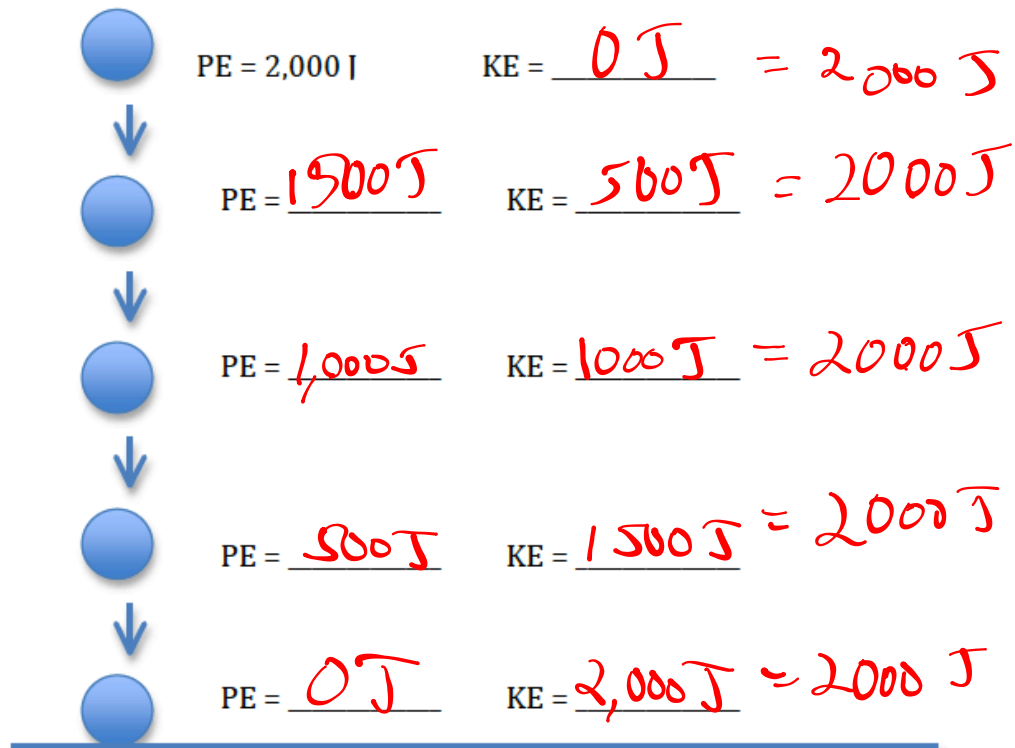 PE = 2,000 J KE = 0 J = 2000 J
PE = 1500 J KE = 500 J = 2000 J
PE = 1,000 J KE = 1000 J = 2000 J
PE = 500 J KE = 1500 J = 2000 J
PE = 0 J KE = 2,000 J = 2000 J